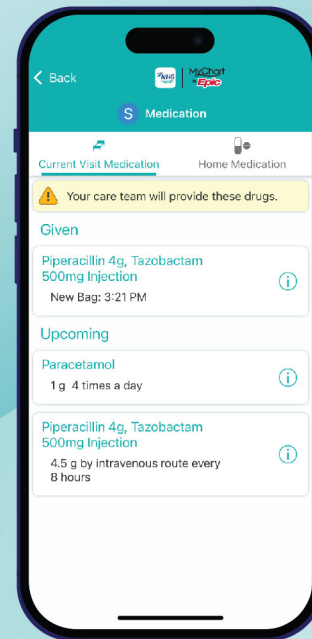 Back
NHG
MyChart
by Epic
S Medication
Current Visit Medication
Home Medication
Your care team will provide these drugs.
Given
Piperacillin 4g, Tazobactam
500mg Injection
New Bag: 3:21 PM
Upcoming
Paracetamol
1 g 4 times a day
Piperacillin 4g, Tazobactam
500mg Injection
4.5 g by intravenous route every
8 hours